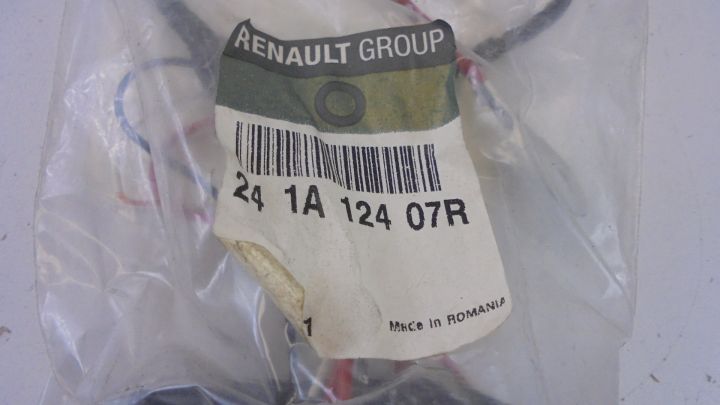 RENAULT GROUP
24 1A 124 07R
1
Made in ROMANIA